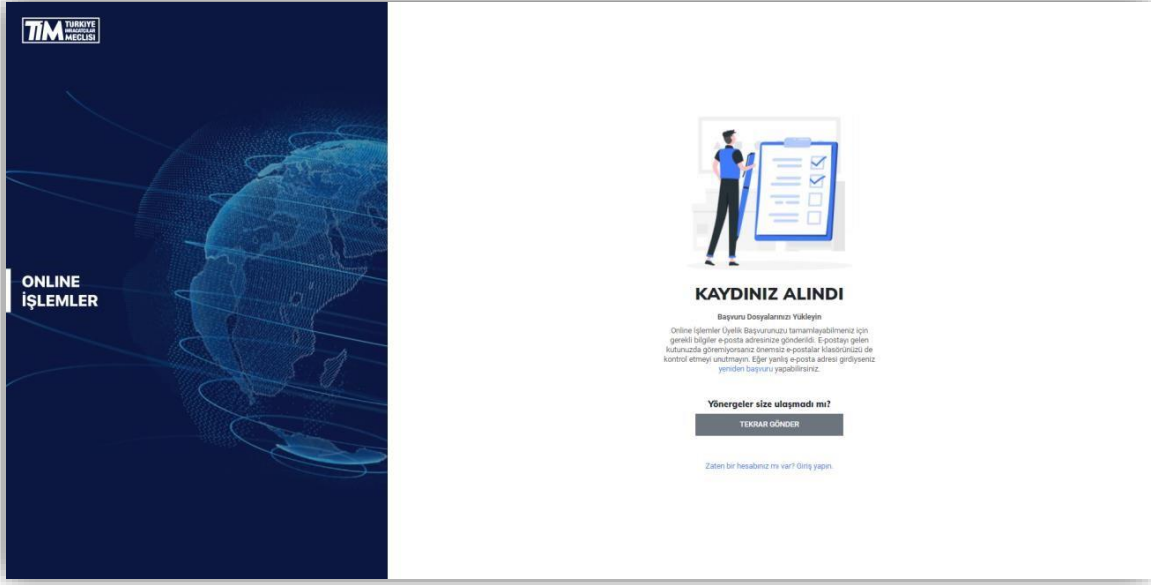 TİM TÜRKİYE
İHRACATÇILAR
MECLİSİ
ONLINE
İŞLEMLER
KAYDINIZ ALINDI
Başvuru Dosyalarınızı Yükleyin
Online İşlemler Üyelik Başvurunuzu tamamlayabilmeniz için
gerekli bilgiler e-posta adresinize gönderildi. E-postayı gelen
kutunuzda göremiyorsanız önemsiz e-postalar klasörünüzü de
kontrol etmeyi unutmayın. Eğer yanlış e-posta adresi girdiyseniz
yeniden başvuru yapabilirsiniz.
Yönergeler size ulaşmadı mı?
TEKRAR GÖNDER
Zaten bir hesabınız mı var? Giriş yapın.